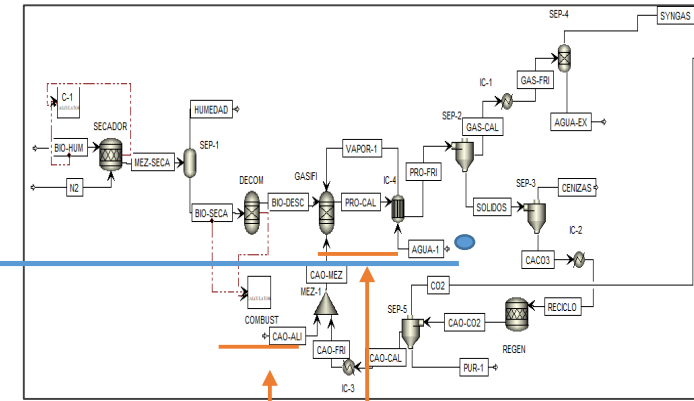 SEP-4
SYNGAS
C-1
HUMEDAD
IC-1
GAS-FRI
SECADOR
SEP-2
GAS-CAL
AGUA-EX
BIO-HUM
SEP-1
VAPOR-1
MEZ-SECA
PRO-FRI
N2
DECOM
GASIFI
IC-4
SEP-3
CENIZAS
BIO-DESC
PRO-CAL
SOLIDOS
BIO-SECA
IC-2
AGUA-1
CACO3
CAO-MEZ
CO2
MEZ-1
SEP-5
RECICLO
COMBUST
CAO-CO2
CAO-ALI
REGEN
CAO-FRI
CAO-CAL
PUR-1
IC-3